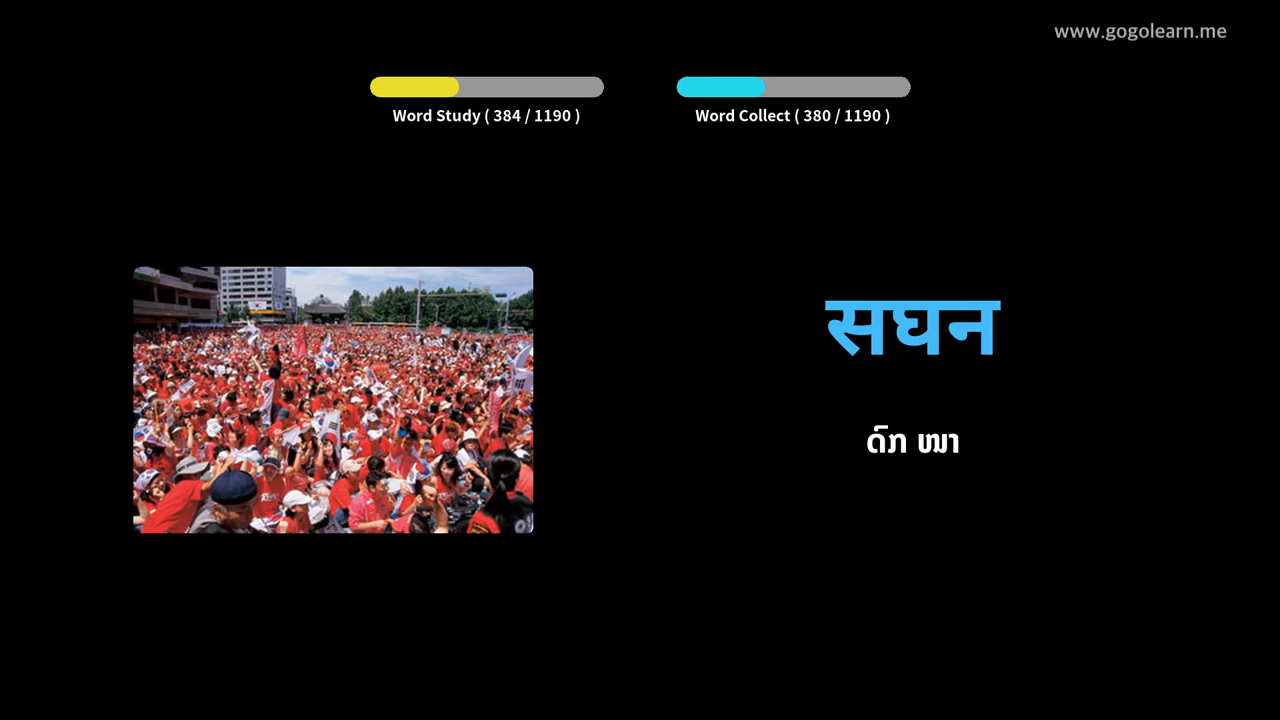 www.gogolearn.me
Word Study ( 384 / 1190 )
Word Collect ( 380 / 1190 )
सघन
ດົກ ໜາ